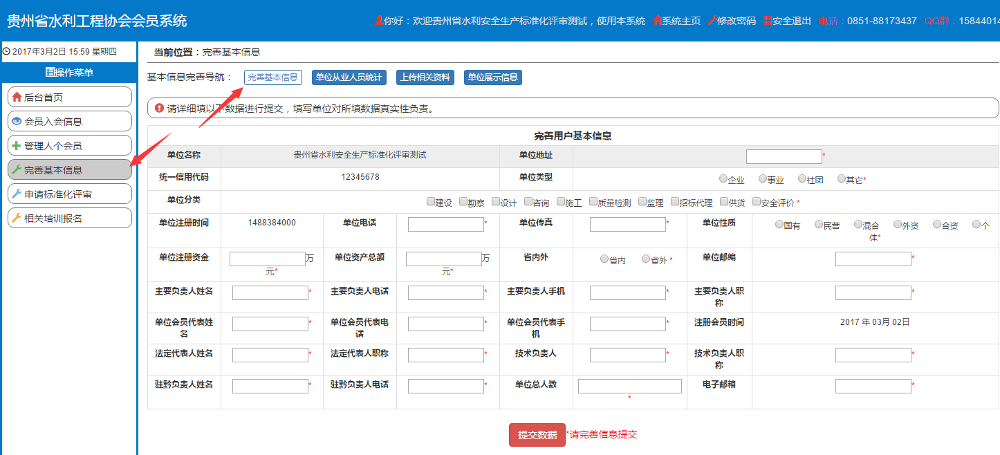 贵州省水利工程协会会员系统
你好：欢迎贵州省水利安全生产标准化评审测试，使用本系统 系统主页 修改密码 安全退出 电话：0851-88173437 QQ群：15844014
2017年3月2日 15:59 星期四
操作菜单
后台首页
会员入会信息
管理人个会员
完善基本信息
申请标准化评审
相关培训报名
当前位置：完善基本信息
基本信息完善导航： 完善基本信息 单位从业人员统计 上传相关资料 单位展示信息
请详细填以下数据进行提交，填写单位对所填数据真实性负责。
完善用户基本信息
单位名称 贵州省水利安全生产标准化评审测试 单位地址 *
统一信用代码 12345678 单位类型 企业 事业 社团 其它*
单位分类 建设 勘察 设计 咨询 施工 质量检测 监理 招标代理 供货 安全评价 *
单位注册时间 1488384000 单位电话 * 单位传真 * 单位性质 国有 民营 混合 外资 合资 个
体*
单位注册资金 万 单位资产总额 万 省内外 省内 省外 * 单位邮编 *
元* 元*
主要负责人姓名 * 主要负责人电话 * 主要负责人手机 * 主要负责人职 *
称
单位会员代表姓 * 单位会员代表电 * 单位会员代表手 * 注册会员时间 2017 年 03月 02日
名 话 机
法定代表人姓名 * 法定代表人职称 * 技术负责人 * 技术负责人职 *
称
驻黔负责人姓名 * 驻黔负责人电话 * 单位总人数 电子邮箱 *
*
提交数据 *请完善信息提交